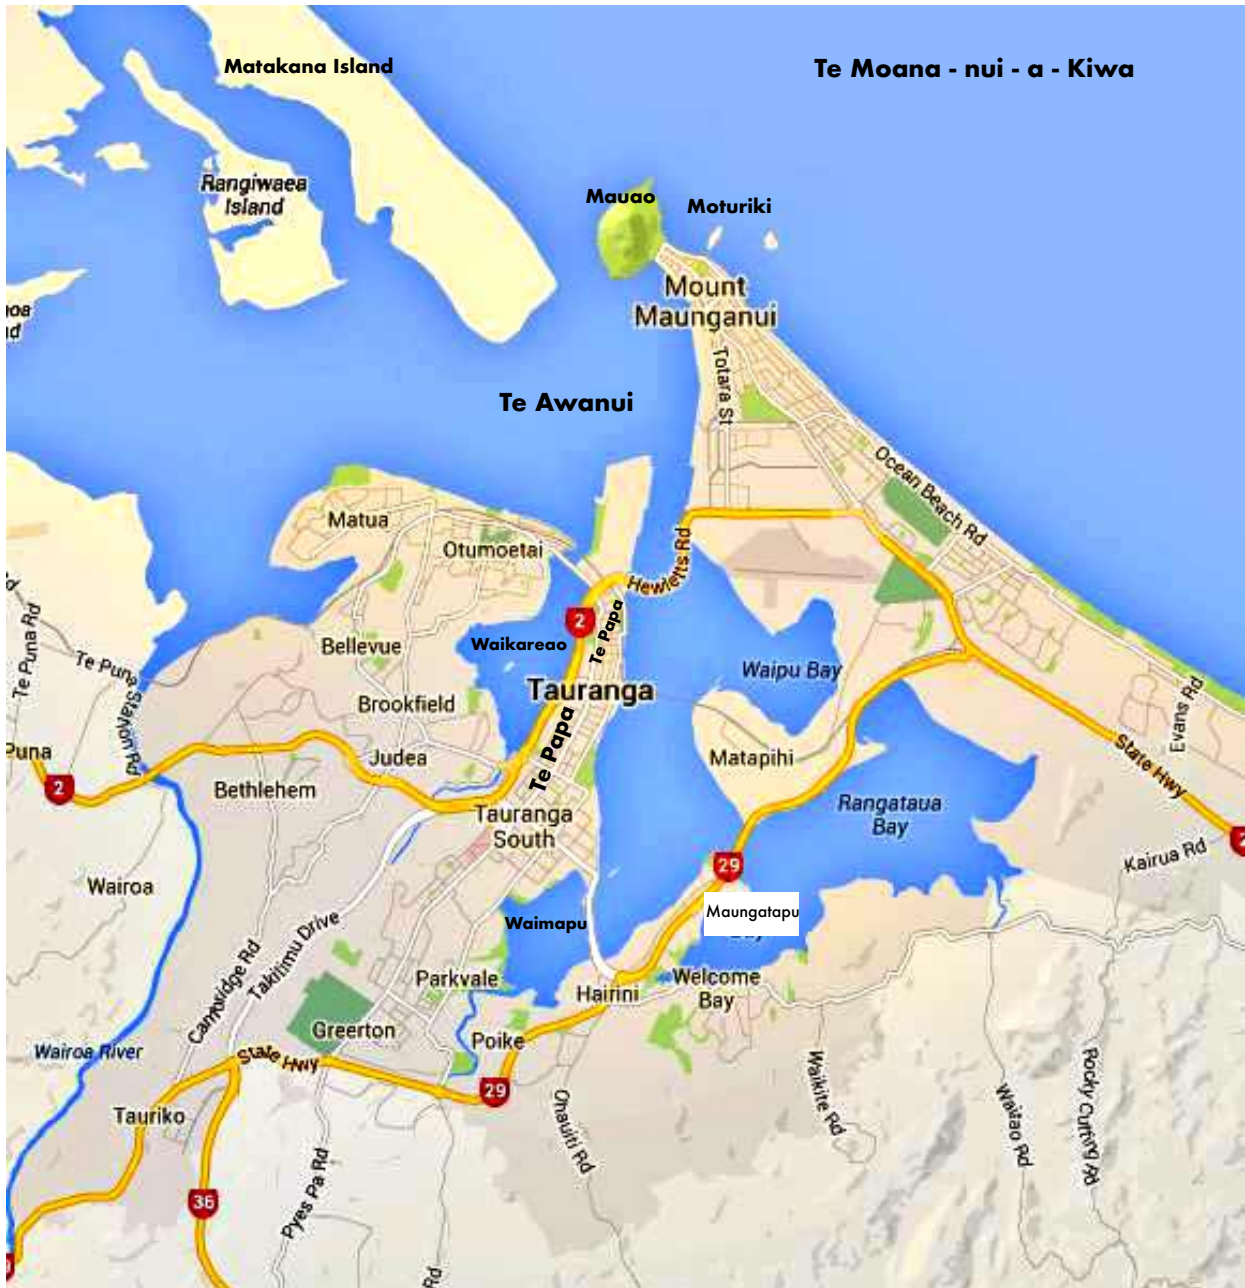 Matakana Island
Te Moana - nui - a - Kiwa
Rangiwaea
Island
Mauao
Moturiki
Mount
Maunganui
Totara St
Te Awanui
Ocean Beach Rd
Matua
Otumoetai
Hewletts Rd
2
Te Papa
Te Puna Rd
Te Puna Station Rd
Bellevue
Waikareao
Waipu Bay
Tauranga
Brookfield
Evans Rd
Te Papa
Puna
2
Judea
Matapihi
State Hwy
Bethlehem
Tauranga
South
Rangataua
Bay
2
Kairua Rd
29
Wairoa
Waimapu
Maungatapu
Cambridge Rd
Takitimu Drive
Parkvale
Hairini
Welcome
Bay
Greerton
Poike
Wairoa River
State Hwy
29
Tauriko
Ohauiti Rd
Waikite Rd
Waitao Rd
Rocky Cutting Rd
36
Pyes Pa Rd
Rd